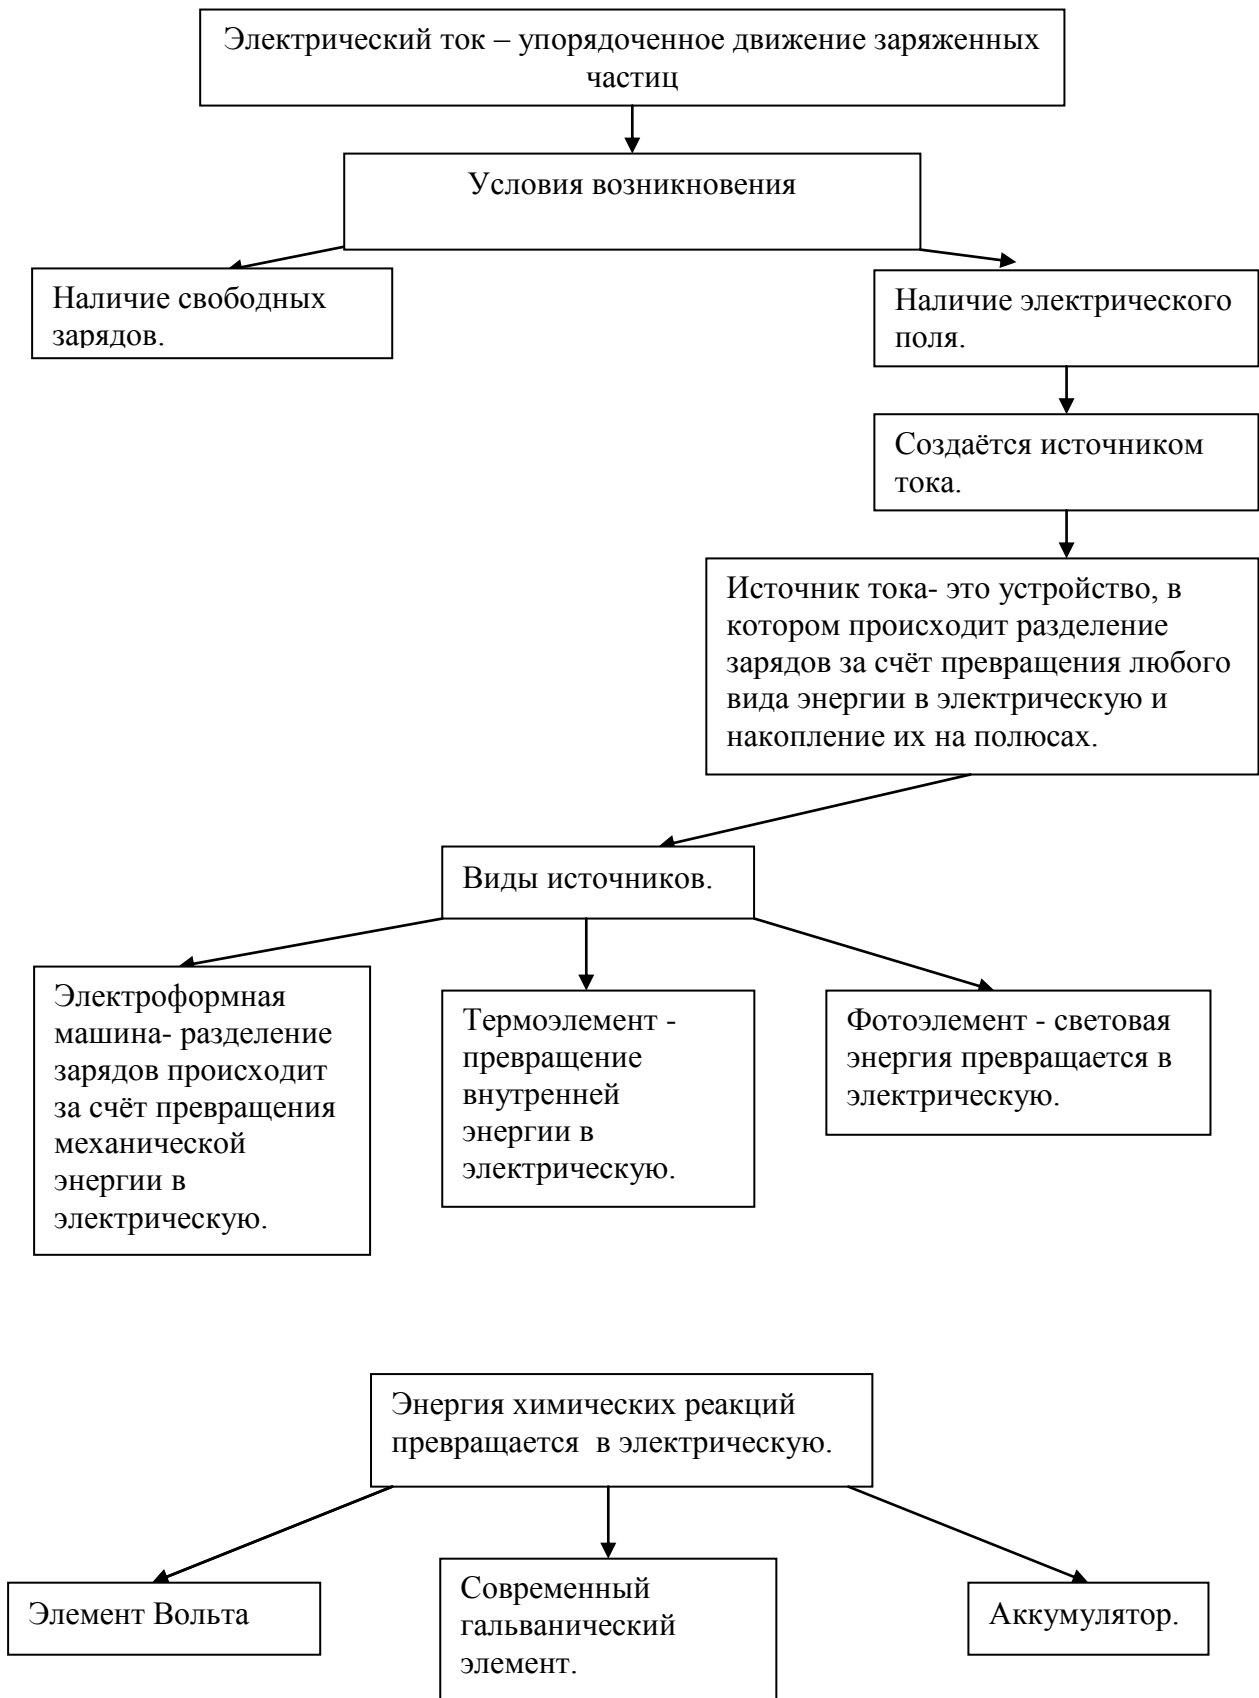 Электрический ток – упорядоченное движение заряженных
частиц
Условия возникновения
Наличие свободных
зарядов.
Наличие электрического
поля.
Создаётся источником
тока.
Источник тока- это устройство, в
котором происходит разделение
зарядов за счёт превращения любого
вида энергии в электрическую и
накопление их на полюсах.
Виды источников.
Электроформная
машина- разделение
зарядов происходит
за счёт превращения
механической
энергии в
электрическую.
Термоэлемент -
превращение
внутренней
энергии в
электрическую.
Фотоэлемент - световая
энергия превращается в
электрическую.
Энергия химических реакций
превращается  в электрическую.
Элемент Вольта
Современный
гальванический
элемент.
Аккумулятор.